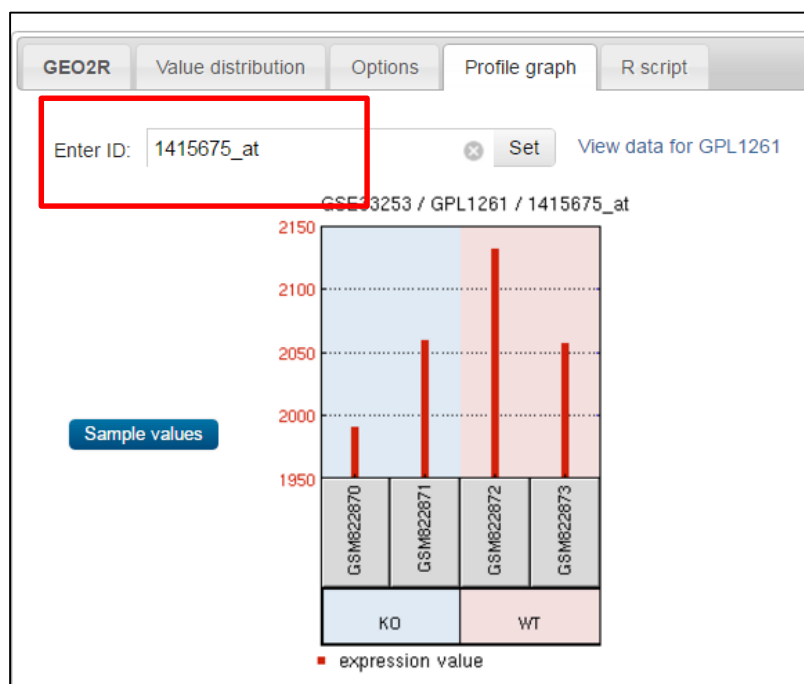 GEO2R Value distribution Options Profile graph R script
Enter ID: 1415675_at Set View data for GPL1261
GSE33253 / GPL1261 / 1415675_at
2150
2100
2050
2000
1950
Sample values
GSM822870 GSM822871 GSM822872 GSM822873
KO WT
expression value